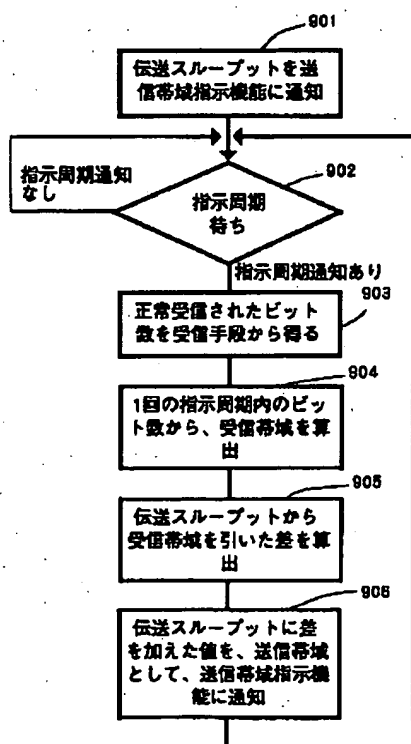 901
伝送スループットを送
信帯域指示機能に通知
指示周期通知
なし
902
指示周期
待ち
指示周期通知あり
903
正常受信されたビット
数を受信手段から得る
904
1回の指示周期内のビッ
ト数から、受信帯域を算
出
905
伝送スループットから
受信帯域を引いた差を算
出
906
伝送スループットに差
を加えた値を、送信帯域
として、送信帯域指示機
能に通知